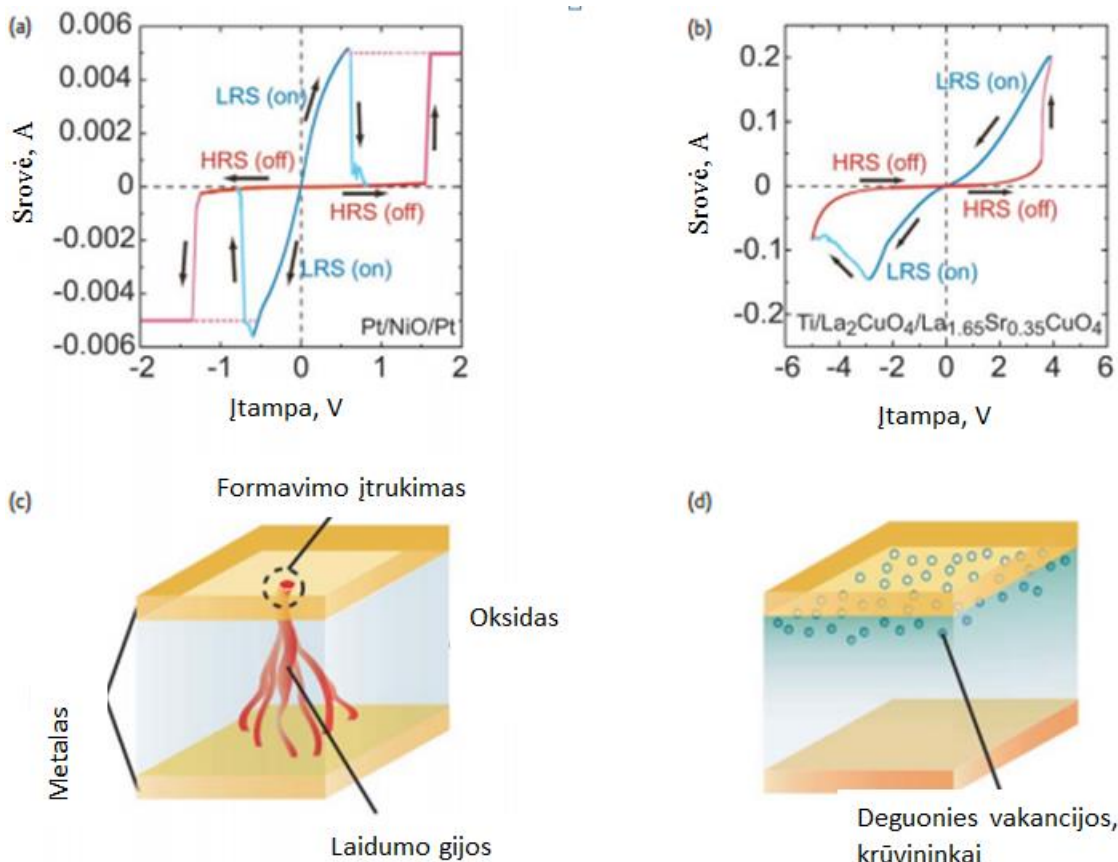 (a)
0.006
0.004
0.002
0
-0.002
-0.004
-0.006
Srovė, A
LRS (on)
HRS (off)
HRS (off)
LRS (on)
Pt/NiO/Pt
-2
-1
0
1
2
Įtampa, V
(b)
0.2
0.1
0
-0.1
-0.2
Srovė, A
LRS (on)
HRS (off)
HRS (off)
LRS (on)
Ti/La₂CuO₄/La₁.₆₅Sr₀.₃₅CuO₄
-6
-4
-2
0
2
4
6
Įtampa, V
(c)
Formavimo įtrukimas
Oksidas
Metalas
Laidumo gijos
(d)
Deguonies vakancijos,
krūvininkai